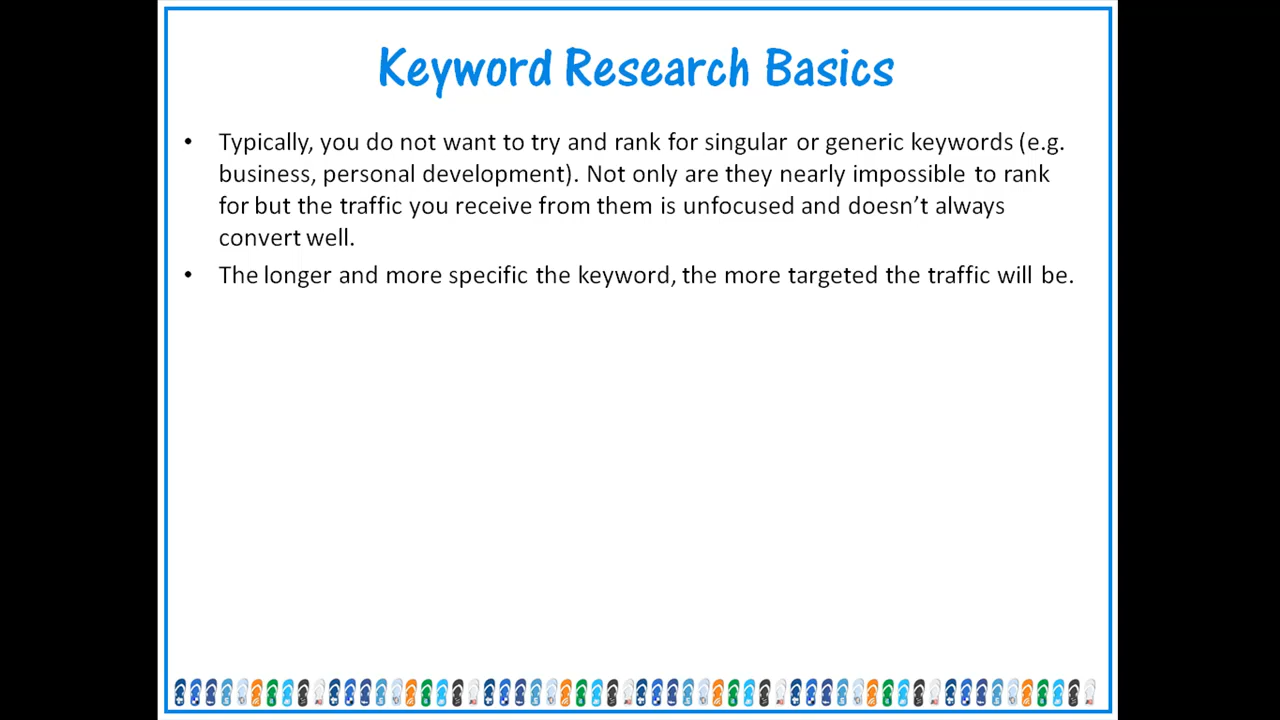 Keyword Research Basics
• Typically, you do not want to try and rank for singular or generic keywords (e.g.
business, personal development). Not only are they nearly impossible to rank
for but the traffic you receive from them is unfocused and doesn’t always
convert well.
• The longer and more specific the keyword, the more targeted the traffic will be.